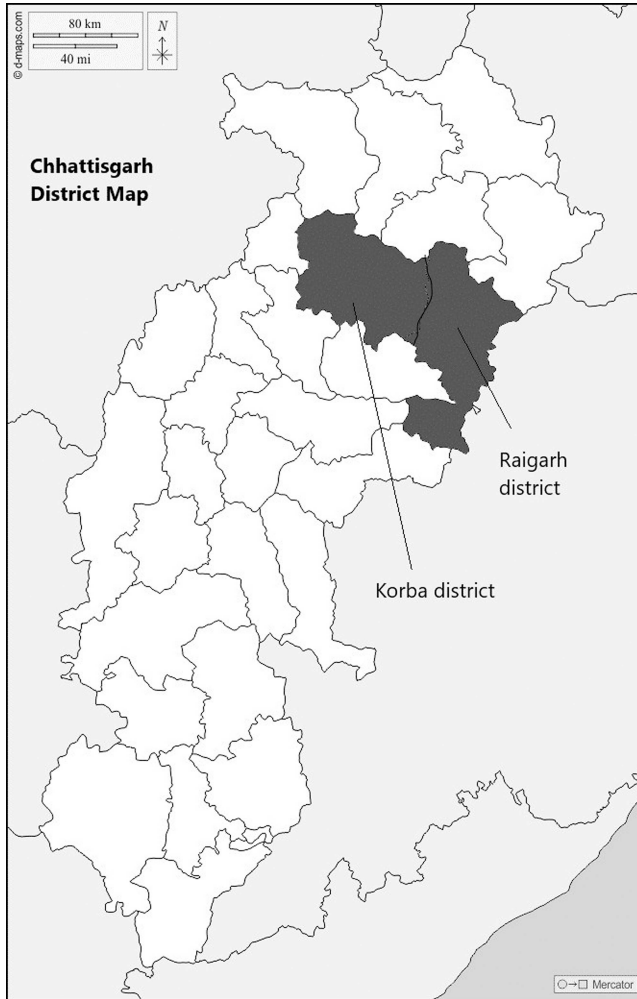 © d-maps.com
80 km
40 mi
N
Chhattisgarh
District Map
Raigarh
district
Korba district
Mercator